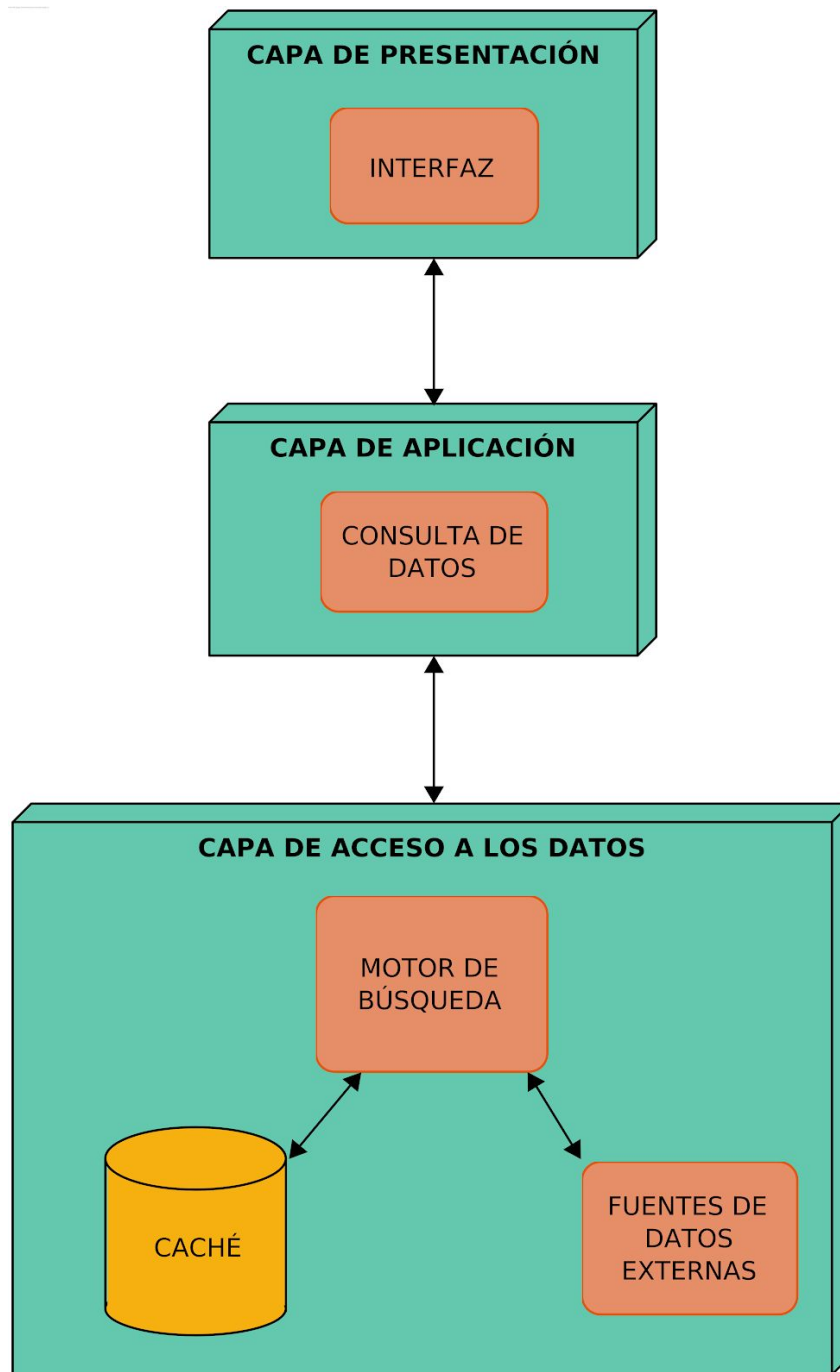 CAPA DE PRESENTACIÓN
INTERFAZ
CAPA DE APLICACIÓN
CONSULTA DE
DATOS
CAPA DE ACCESO A LOS DATOS
MOTOR DE
BÚSQUEDA
CACHÉ
FUENTES DE
DATOS
EXTERNAS